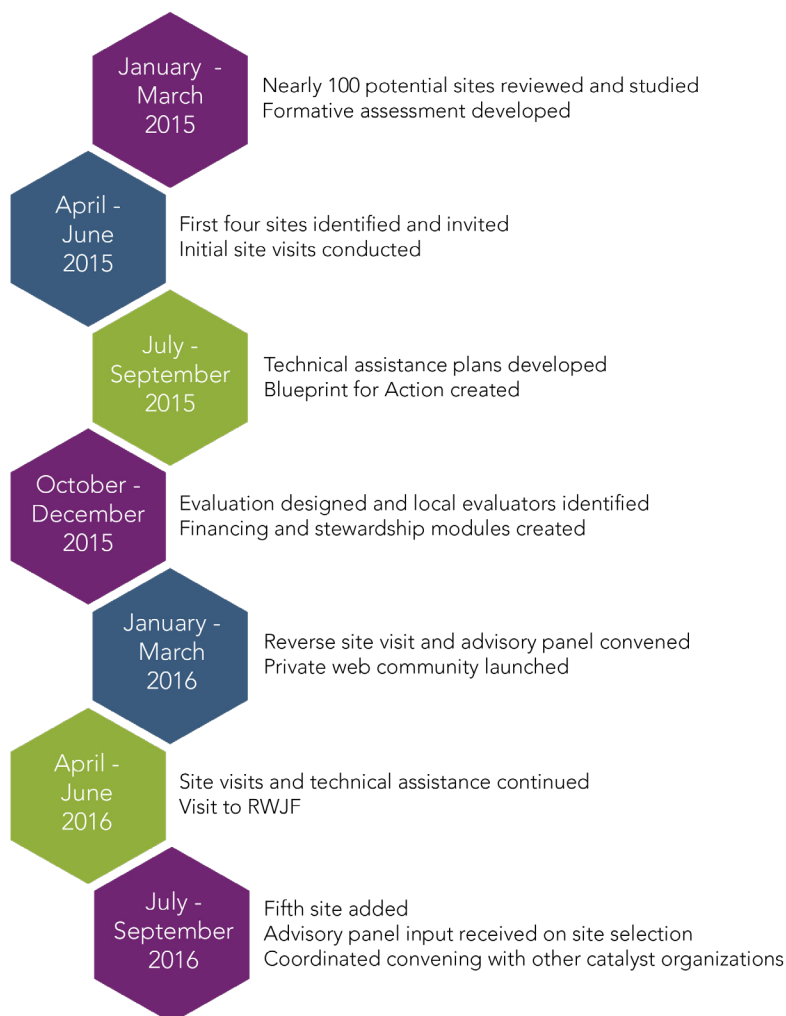 January -
March
2015
Nearly 100 potential sites reviewed and studied
Formative assessment developed
April -
June
2015
First four sites identified and invited
Initial site visits conducted
July -
September
2015
Technical assistance plans developed
Blueprint for Action created
October -
December
2015
Evaluation designed and local evaluators identified
Financing and stewardship modules created
January -
March
2016
Reverse site visit and advisory panel convened
Private web community launched
April -
June
2016
Site visits and technical assistance continued
Visit to RWJF
July -
September
2016
Fifth site added
Advisory panel input received on site selection
Coordinated convening with other catalyst organizations